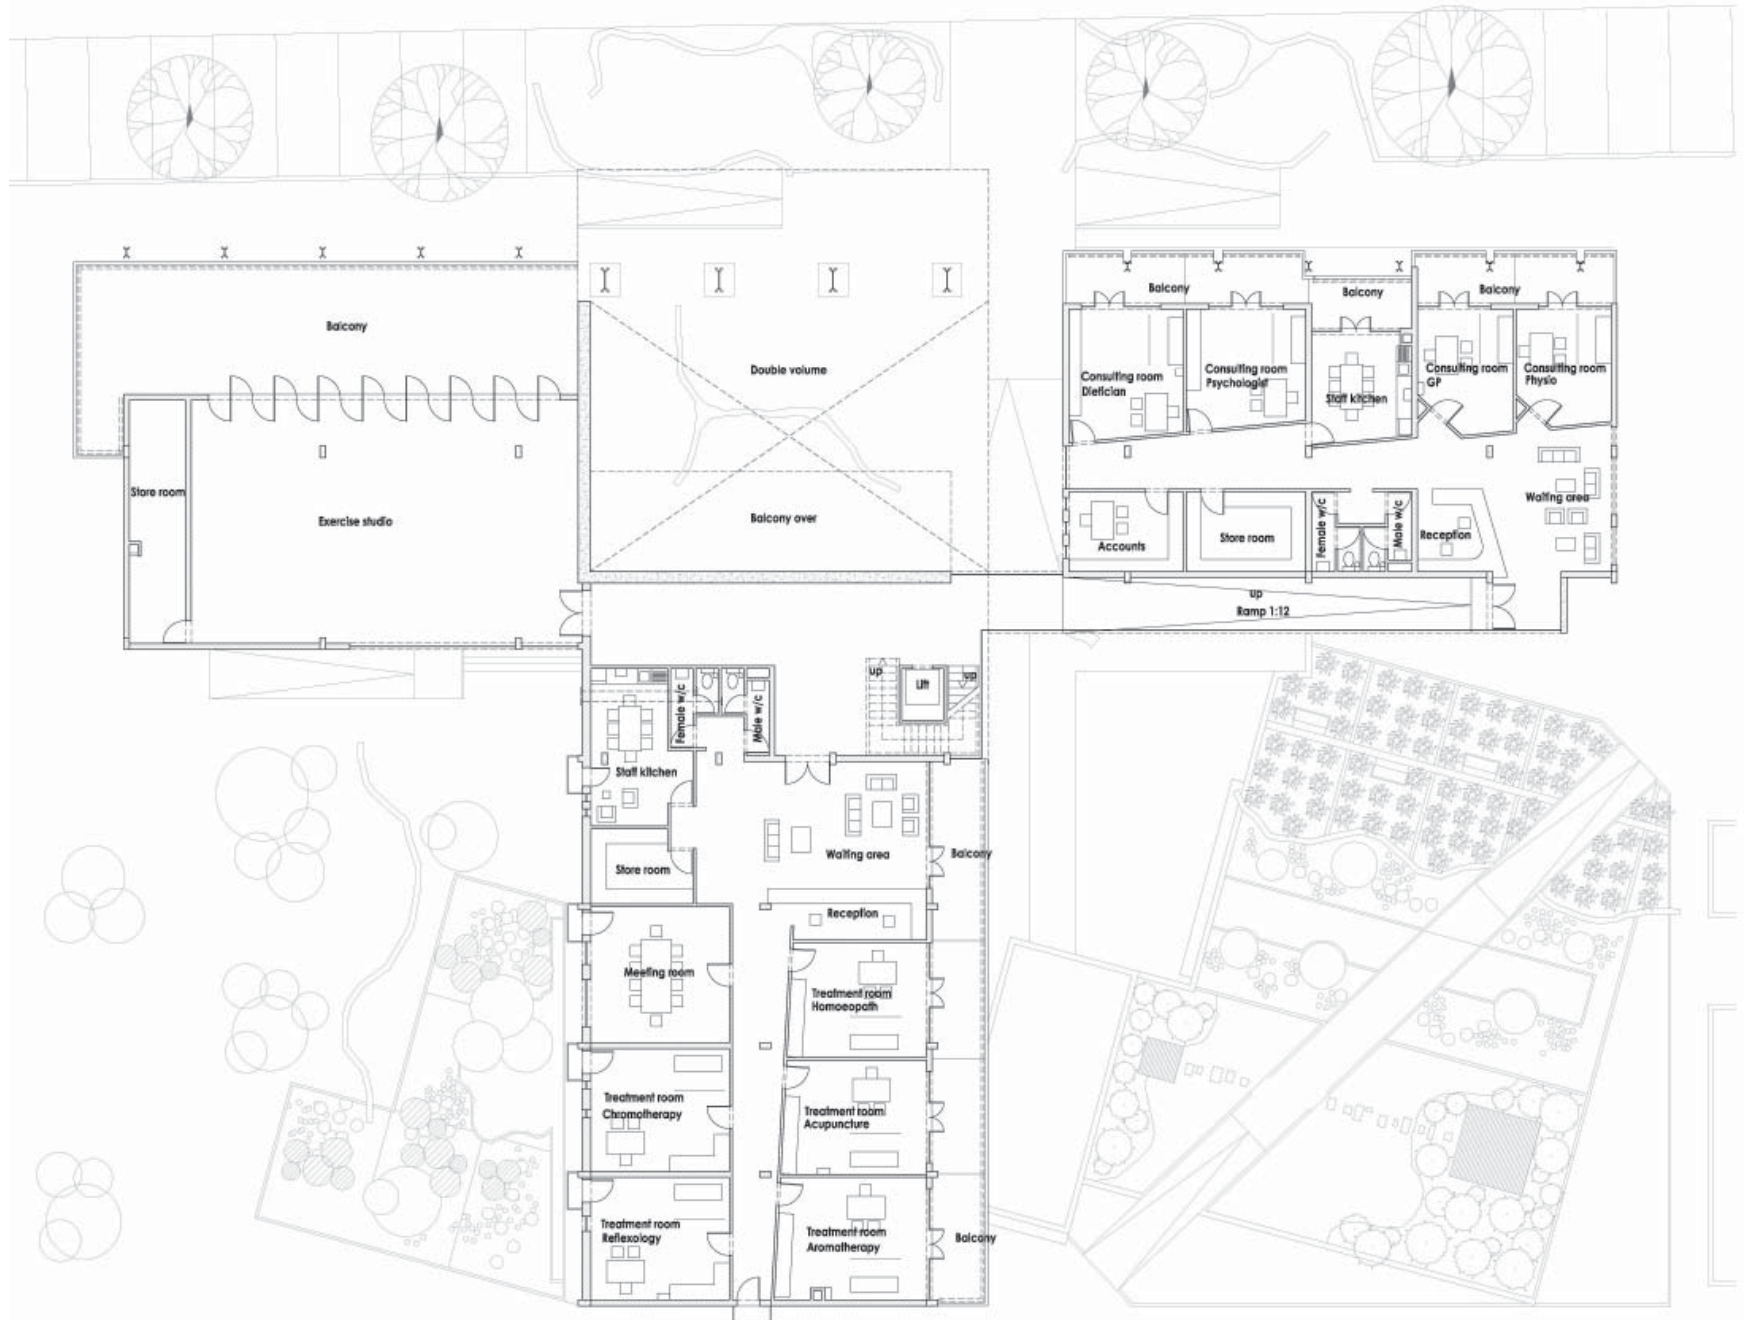 Balcony
Balcony
Balcony
Balcony
Double volume
Consulting room
Dietician
Consulting room
Psychologist
Staff kitchen
Consulting room
GP
Consulting room
Physio
Store room
Exercise studio
Balcony over
Accounts
Store room
Female w/c
Male w/c
Reception
Waiting area
up
Ramp 1:12
up
Lift
up
Female w/c
Male w/c
Staff kitchen
Waiting area
Balcony
Store room
Reception
Meeting room
Treatment room
Homoeopath
Treatment room
Chromotherapy
Treatment room
Acupuncture
Treatment room
Reflexology
Treatment room
Aromatherapy
Balcony